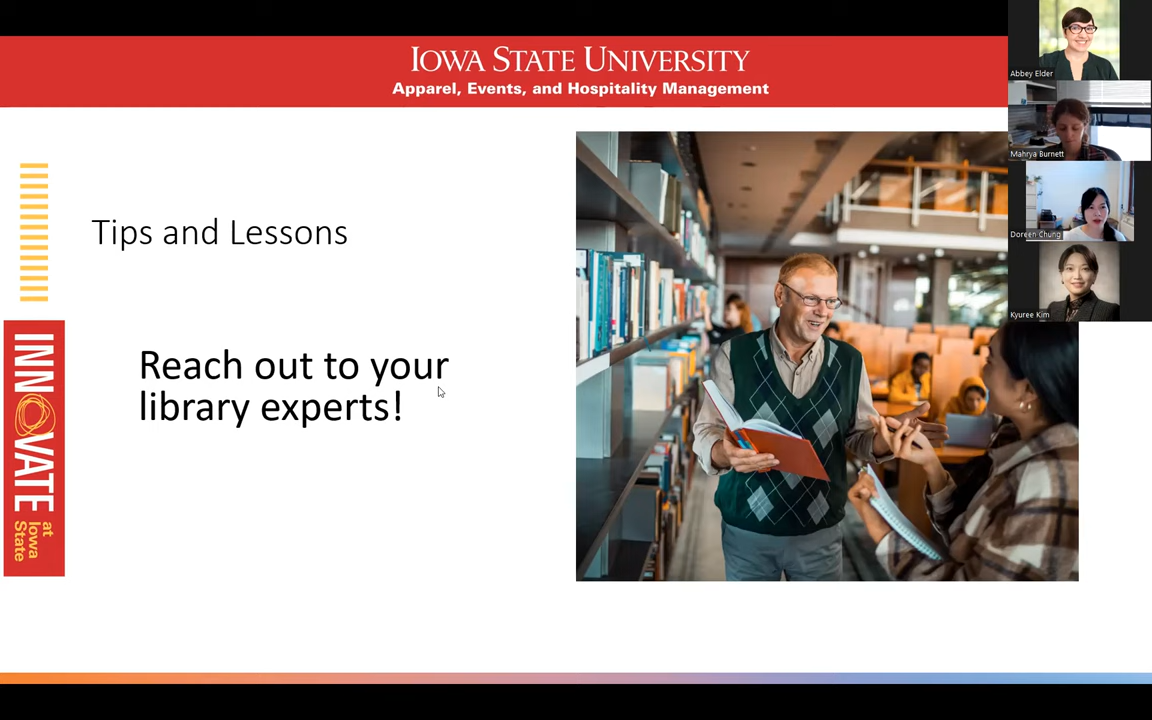 IOWA STATE UNIVERSITY
Apparel, Events, and Hospitality Management
Abbey Elder
Mahrya Burnett
Doreen Chung
Kyuree Kim
Tips and Lessons
Reach out to your
library experts!
INNOVATE
at
Iowa
State